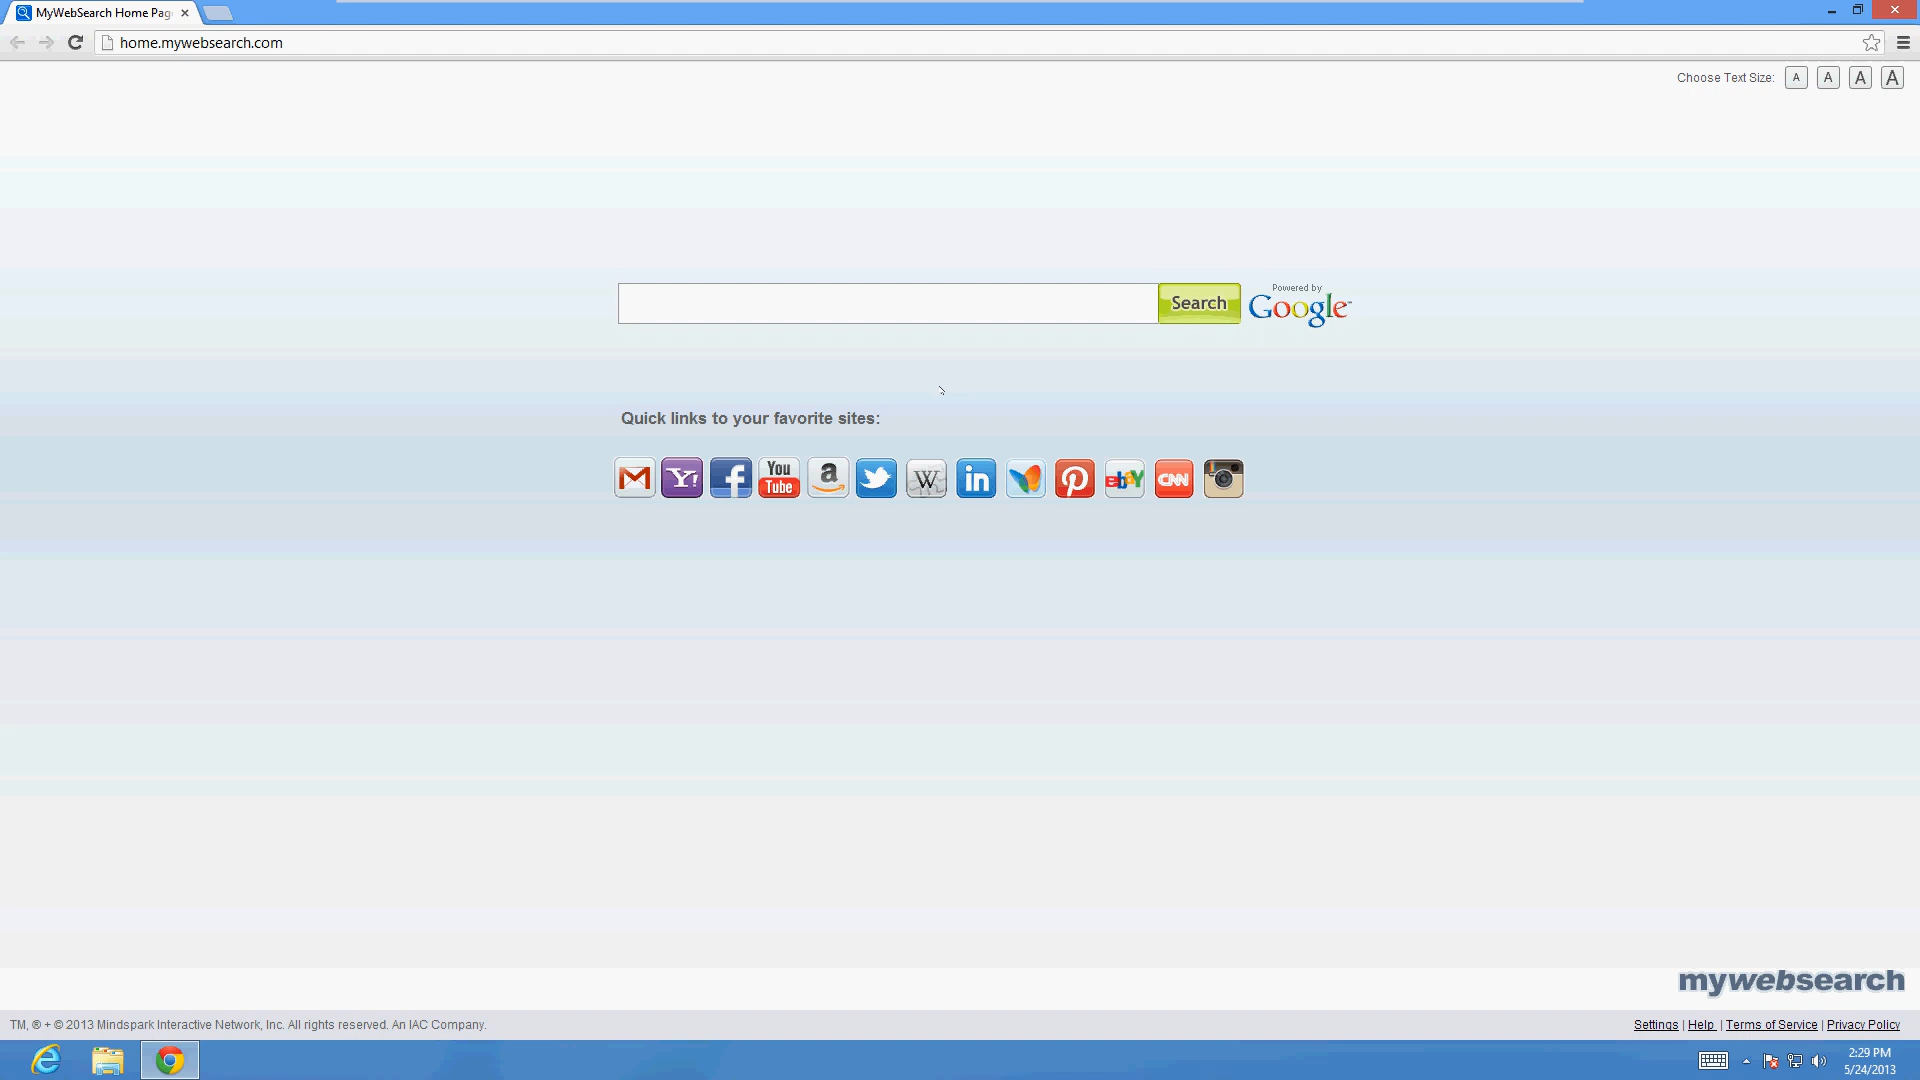 MyWebSearch Home Pag
home.mywebsearch.com
Choose Text Size: A A A A
Search
Powered by
Google™
Quick links to your favorite sites:
Y!
f
You
Tube
a
W
in
ebaY
CNN
mywebsearch
TM, ® + © 2013 Mindspark Interactive Network, Inc. All rights reserved. An IAC Company.
Settings | Help | Terms of Service | Privacy Policy
2:29 PM
5/24/2013